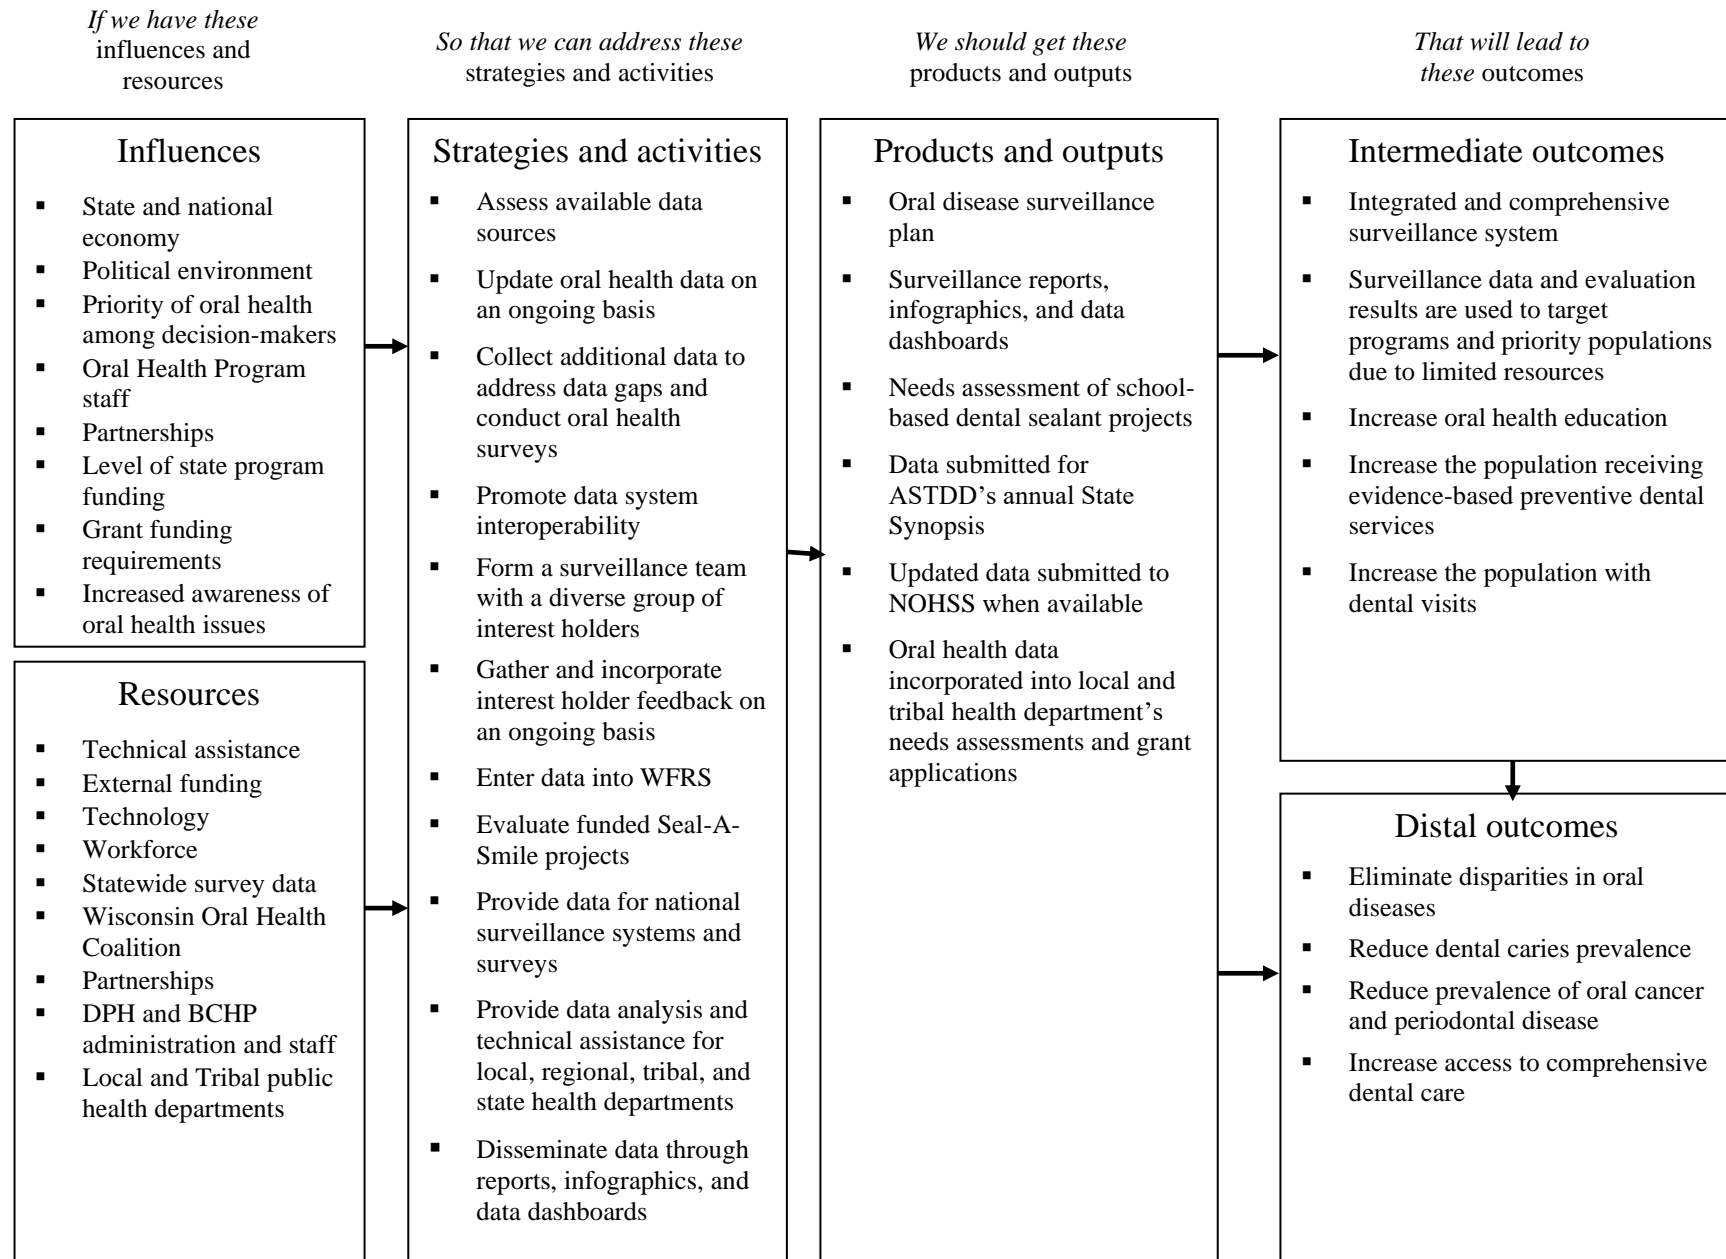 If we have these
influences and
resources
So that we can address these
strategies and activities
We should get these
products and outputs
That will lead to
these outcomes
Influences
▪ State and national
economy
▪ Political environment
▪ Priority of oral health
among decision-makers
▪ Oral Health Program
staff
▪ Partnerships
▪ Level of state program
funding
▪ Grant funding
requirements
▪ Increased awareness of
oral health issues
Resources
▪ Technical assistance
▪ External funding
▪ Technology
▪ Workforce
▪ Statewide survey data
▪ Wisconsin Oral Health
Coalition
▪ Partnerships
▪ DPH and BCHP
administration and staff
▪ Local and Tribal public
health departments
Strategies and activities
▪ Assess available data
sources
▪ Update oral health data on
an ongoing basis
▪ Collect additional data to
address data gaps and
conduct oral health
surveys
▪ Promote data system
interoperability
▪ Form a surveillance team
with a diverse group of
interest holders
▪ Gather and incorporate
interest holder feedback on
an ongoing basis
▪ Enter data into WFRS
▪ Evaluate funded Seal-A-
Smile projects
▪ Provide data for national
surveillance systems and
surveys
▪ Provide data analysis and
technical assistance for
local, regional, tribal, and
state health departments
▪ Disseminate data through
reports, infographics, and
data dashboards
Products and outputs
▪ Oral disease surveillance
plan
▪ Surveillance reports,
infographics, and data
dashboards
▪ Needs assessment of school-
based dental sealant projects
▪ Data submitted for
ASTDD’s annual State
Synopsis
▪ Updated data submitted to
NOHSS when available
▪ Oral health data
incorporated into local and
tribal health department’s
needs assessments and grant
applications
Intermediate outcomes
▪ Integrated and comprehensive
surveillance system
▪ Surveillance data and evaluation
results are used to target
programs and priority populations
due to limited resources
▪ Increase oral health education
▪ Increase the population receiving
evidence-based preventive dental
services
▪ Increase the population with
dental visits
Distal outcomes
▪ Eliminate disparities in oral
diseases
▪ Reduce dental caries prevalence
▪ Reduce prevalence of oral cancer
and periodontal disease
▪ Increase access to comprehensive
dental care